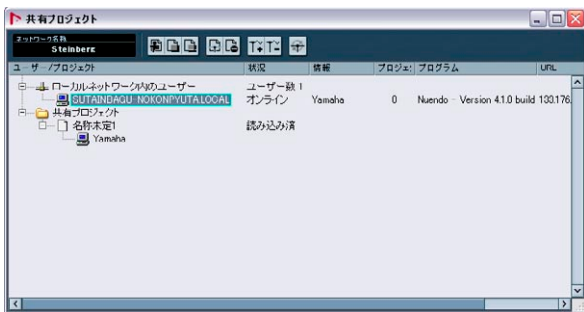 共有プロジェクト
ネットワーク名称
Steinberg
ユーザー/プロジェクト 状況 情報 プロジェ: プログラム URL
ローカルネットワーク内のユーザー ユーザー数 1
SUTAINDAGU-NOKONPYUTA.LOCAL オンライン Yamaha 0 Nuendo - Version 4.1.0 build 133.176.
共有プロジェクト
名称未定1 読み込み済
Yamaha